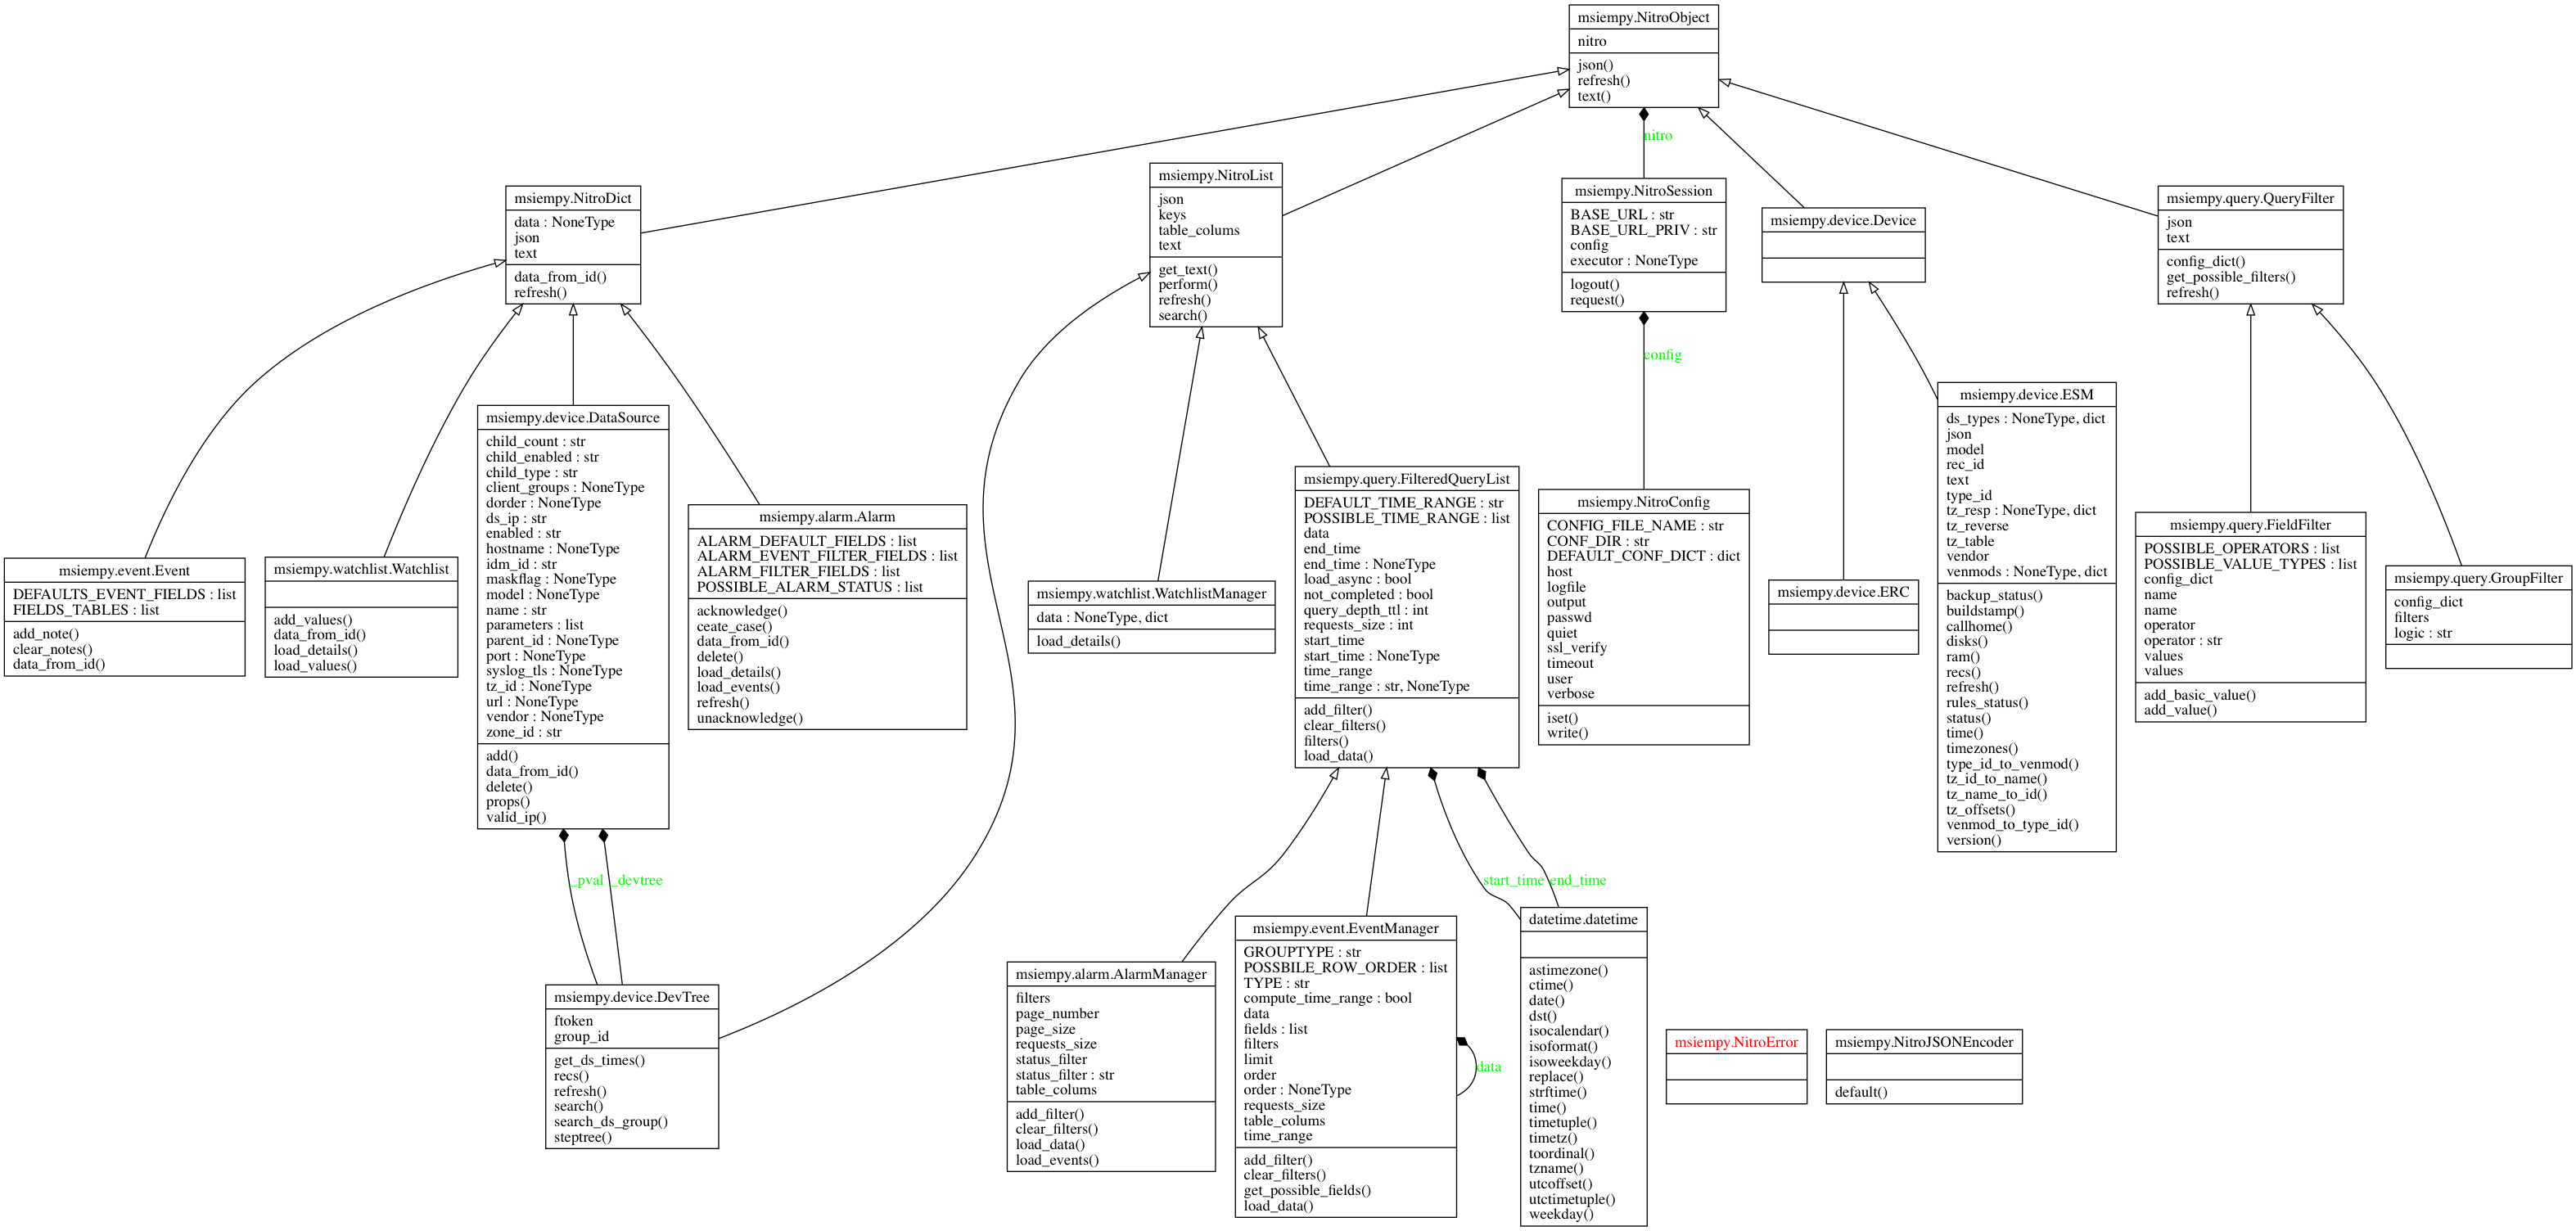 msiempy.NitroObject
nitro
json()
refresh()
text()
nitro
msiempy.NitroDict
data : NoneType
json
text
data_from_id()
refresh()
msiempy.NitroList
json
keys
table_colums
text
get_text()
perform()
refresh()
search()
msiempy.NitroSession
BASE_URL : str
BASE_URL_PRIV : str
config
executor : NoneType
logout()
request()
config
msiempy.device.Device
msiempy.query.QueryFilter
json
text
config_dict()
get_possible_filters()
refresh()
msiempy.event.Event
DEFAULTS_EVENT_FIELDS : list
FIELDS_TABLES : list
add_note()
clear_notes()
data_from_id()
msiempy.watchlist.Watchlist
add_values()
data_from_id()
load_details()
load_values()
msiempy.device.DataSource
child_count : str
child_enabled : str
child_type : str
client_groups : NoneType
dorder : NoneType
ds_ip : str
enabled : str
hostname : NoneType
idm_id : str
maskflag : NoneType
model : NoneType
name : str
parameters : list
parent_id : NoneType
port : NoneType
syslog_tls : NoneType
tz_id : NoneType
url : NoneType
vendor : NoneType
zone_id : str
add()
data_from_id()
delete()
props()
valid_ip()
msiempy.alarm.Alarm
ALARM_DEFAULT_FIELDS : list
ALARM_EVENT_FILTER_FIELDS : list
ALARM_FILTER_FIELDS : list
POSSIBLE_ALARM_STATUS : list
acknowledge()
ceate_case()
data_from_id()
delete()
load_details()
load_events()
refresh()
unacknowledge()
msiempy.watchlist.WatchlistManager
data : NoneType, dict
load_details()
msiempy.query.FilteredQueryList
DEFAULT_TIME_RANGE : str
POSSIBLE_TIME_RANGE : list
data
end_time
end_time : NoneType
load_async : bool
not_completed : bool
query_depth_ttl : int
requests_size : int
start_time
start_time : NoneType
time_range
time_range : str, NoneType
add_filter()
clear_filters()
filters()
load_data()
msiempy.NitroConfig
CONFIG_FILE_NAME : str
CONF_DIR : str
DEFAULT_CONF_DICT : dict
host
logfile
output
passwd
quiet
ssl_verify
timeout
user
verbose
iset()
write()
msiempy.device.ERC
msiempy.device.ESM
ds_types : NoneType, dict
json
model
rec_id
text
type_id
tz_resp : NoneType, dict
tz_reverse
tz_table
vendor
venmods : NoneType, dict
backup_status()
buildstamp()
callhome()
disks()
ram()
recs()
refresh()
rules_status()
status()
time()
timezones()
type_id_to_venmod()
tz_id_to_name()
tz_name_to_id()
tz_offsets()
venmod_to_type_id()
version()
msiempy.query.FieldFilter
POSSIBLE_OPERATORS : list
POSSIBLE_VALUE_TYPES : list
config_dict
name
name
operator
operator : str
values
values
add_basic_value()
add_value()
msiempy.query.GroupFilter
config_dict
filters
logic : str
_pval
_devtree
start_time
end_time
msiempy.device.DevTree
ftoken
group_id
get_ds_times()
recs()
refresh()
search()
search_ds_group()
steptree()
msiempy.alarm.AlarmManager
filters
page_number
page_size
requests_size
status_filter
status_filter : str
table_colums
add_filter()
clear_filters()
load_data()
load_events()
msiempy.event.EventManager
GROUPTYPE : str
POSSBILE_ROW_ORDER : list
TYPE : str
compute_time_range : bool
data
fields : list
filters
limit
order
order : NoneType
requests_size
table_colums
time_range
add_filter()
clear_filters()
get_possible_fields()
load_data()
data
datetime.datetime
astimezone()
ctime()
date()
dst()
isocalendar()
isoformat()
isoweekday()
replace()
strftime()
time()
timetuple()
timetz()
toordinal()
tzname()
utcoffset()
utctimetuple()
weekday()
msiempy.NitroError
msiempy.NitroJSONEncoder
default()